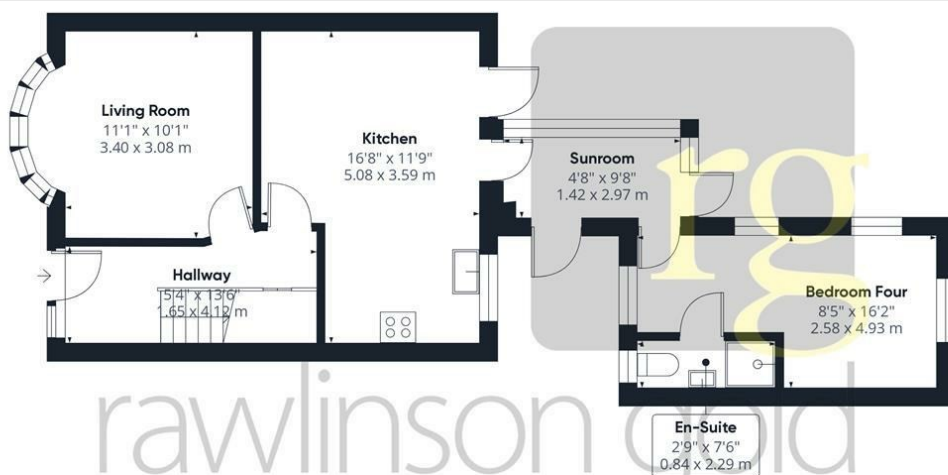 Living Room
11'1" x 10'1"
3.40 x 3.08 m
Kitchen
16'8" x 11'9"
5.08 x 3.59 m
Sunroom
4'8" x 9'8"
1.42 x 2.97 m
Hallway
5'4" x 13'6"
1.65 x 4.12 m
Bedroom Four
8'5" x 16'2"
2.58 x 4.93 m
En-Suite
2'9" x 7'6"
0.84 x 2.29 m
rg
rawlinson gold